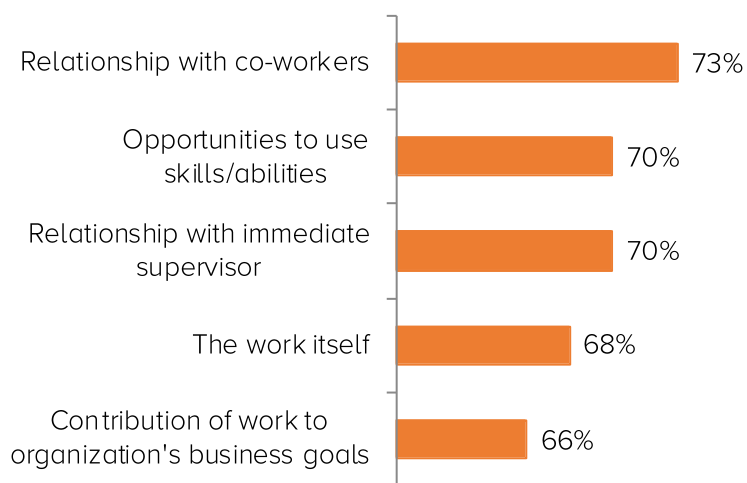 Relationship with co-workers
73%
Opportunities to use
skills/abilities
70%
Relationship with immediate
supervisor
70%
The work itself
68%
Contribution of work to
organization's business goals
66%